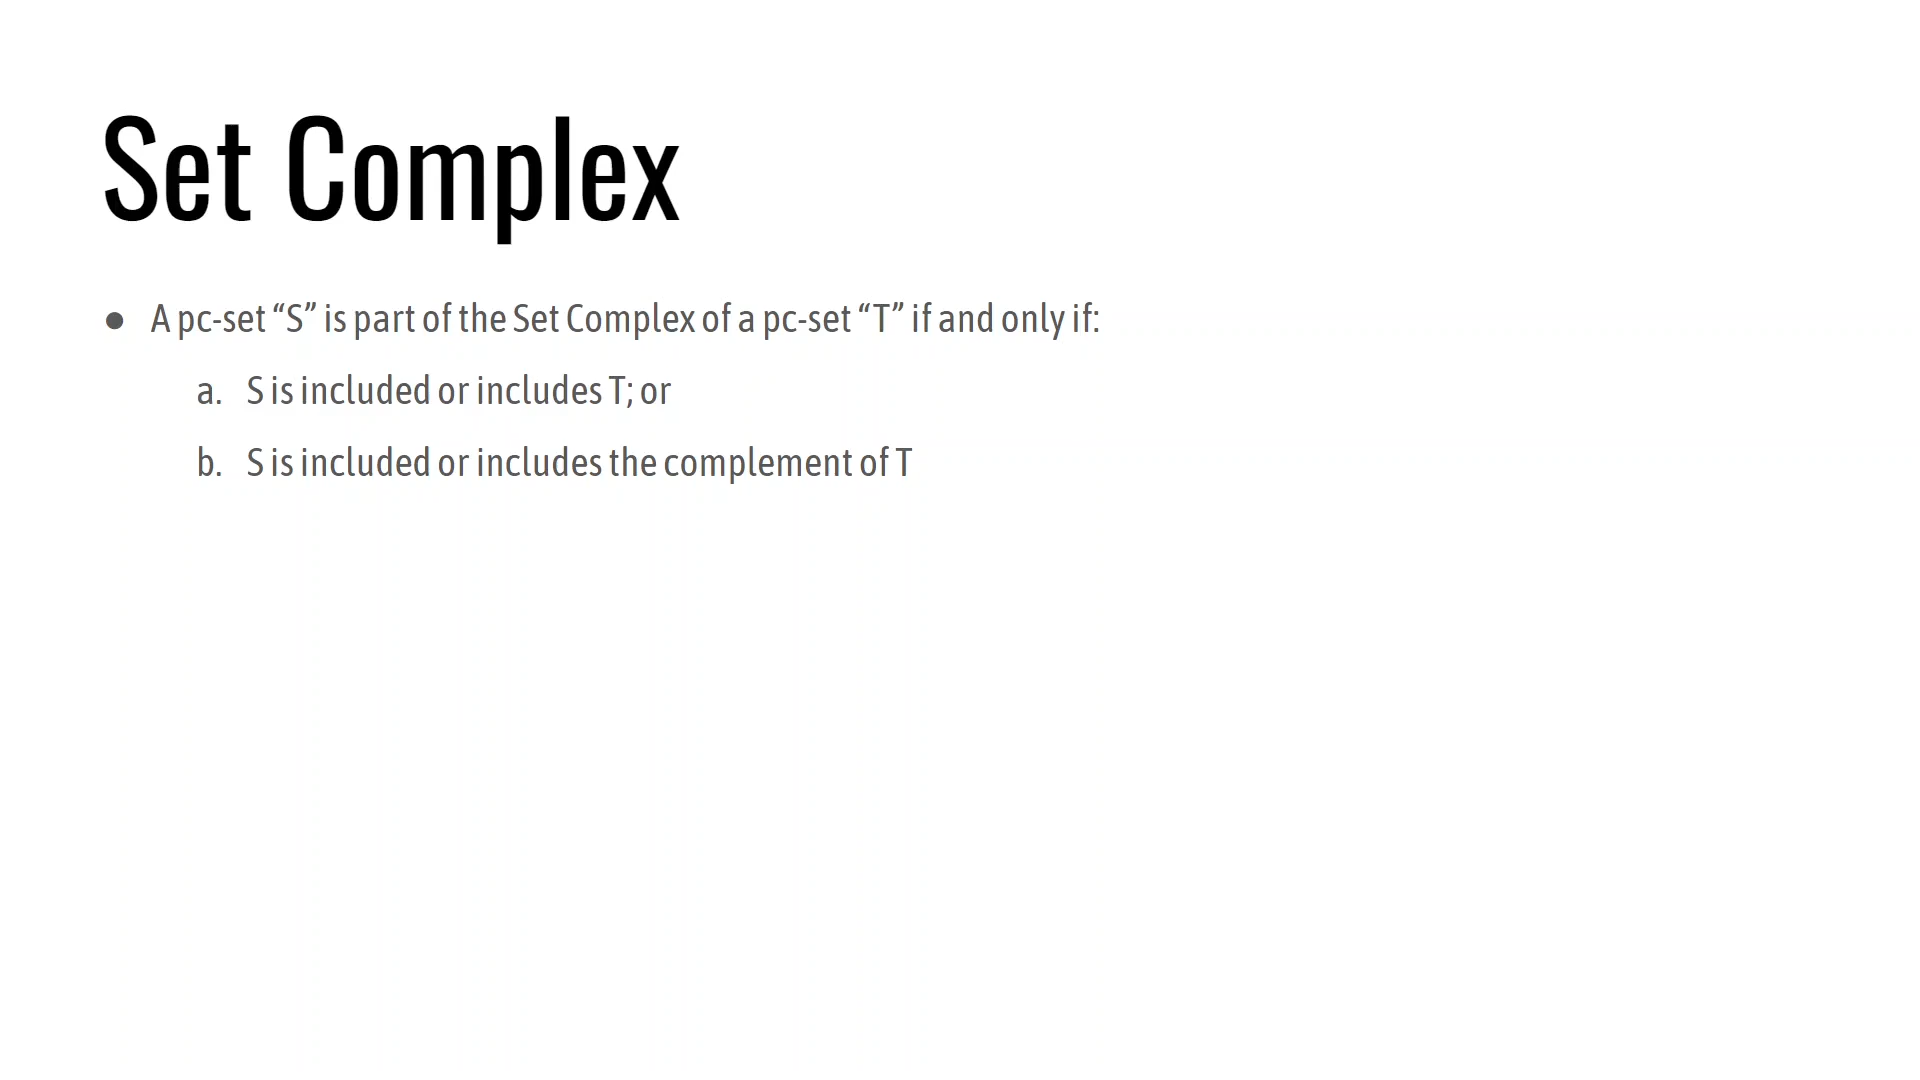 Set Complex
● A pc-set “S” is part of the Set Complex of a pc-set “T” if and only if:
a. S is included or includes T; or
b. S is included or includes the complement of T